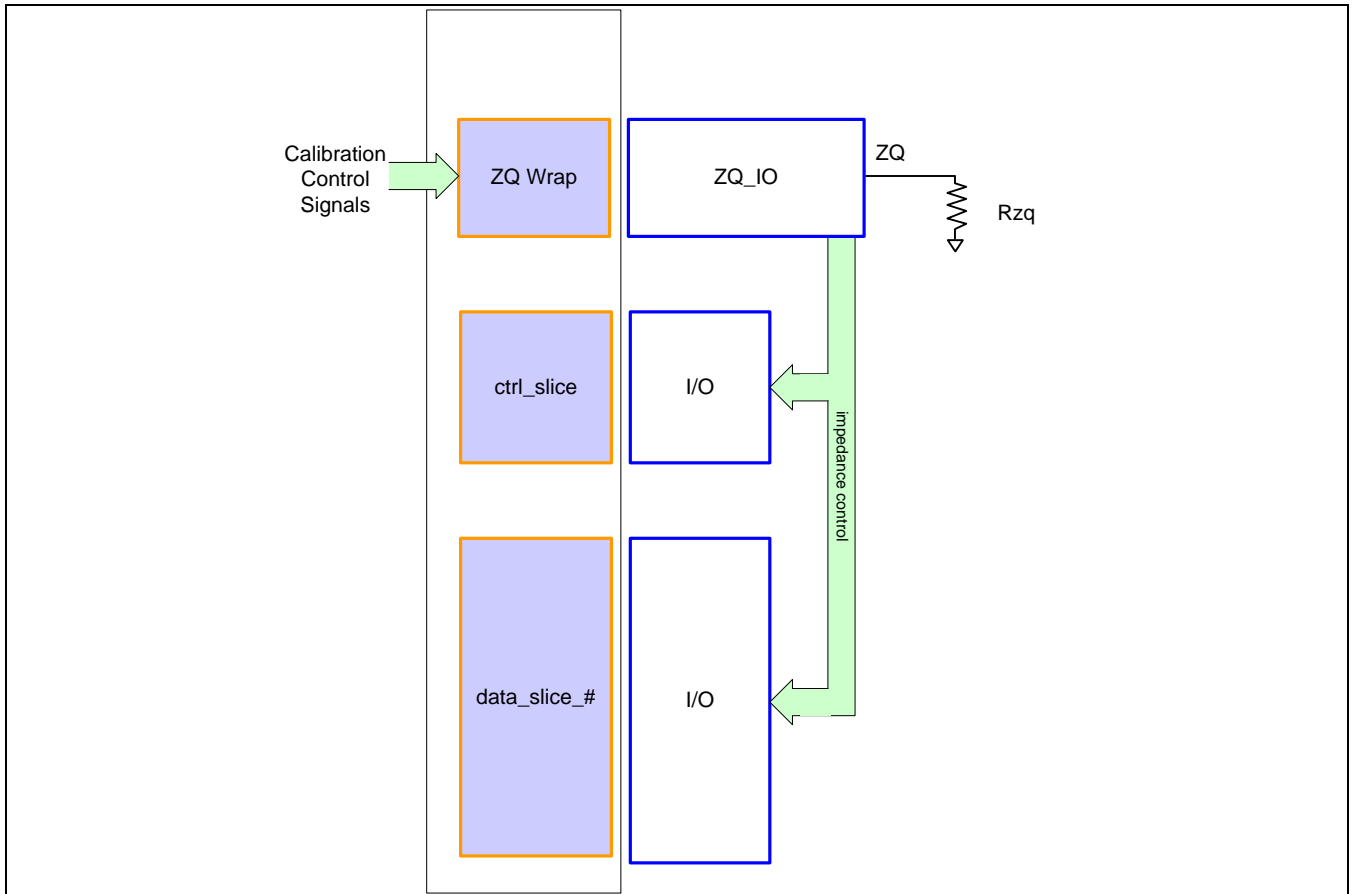 Calibration
Control
Signals
ZQ Wrap
ZQ_IO
ZQ
Rzq
ctrl_slice
I/O
impedance control
data_slice_#
I/O